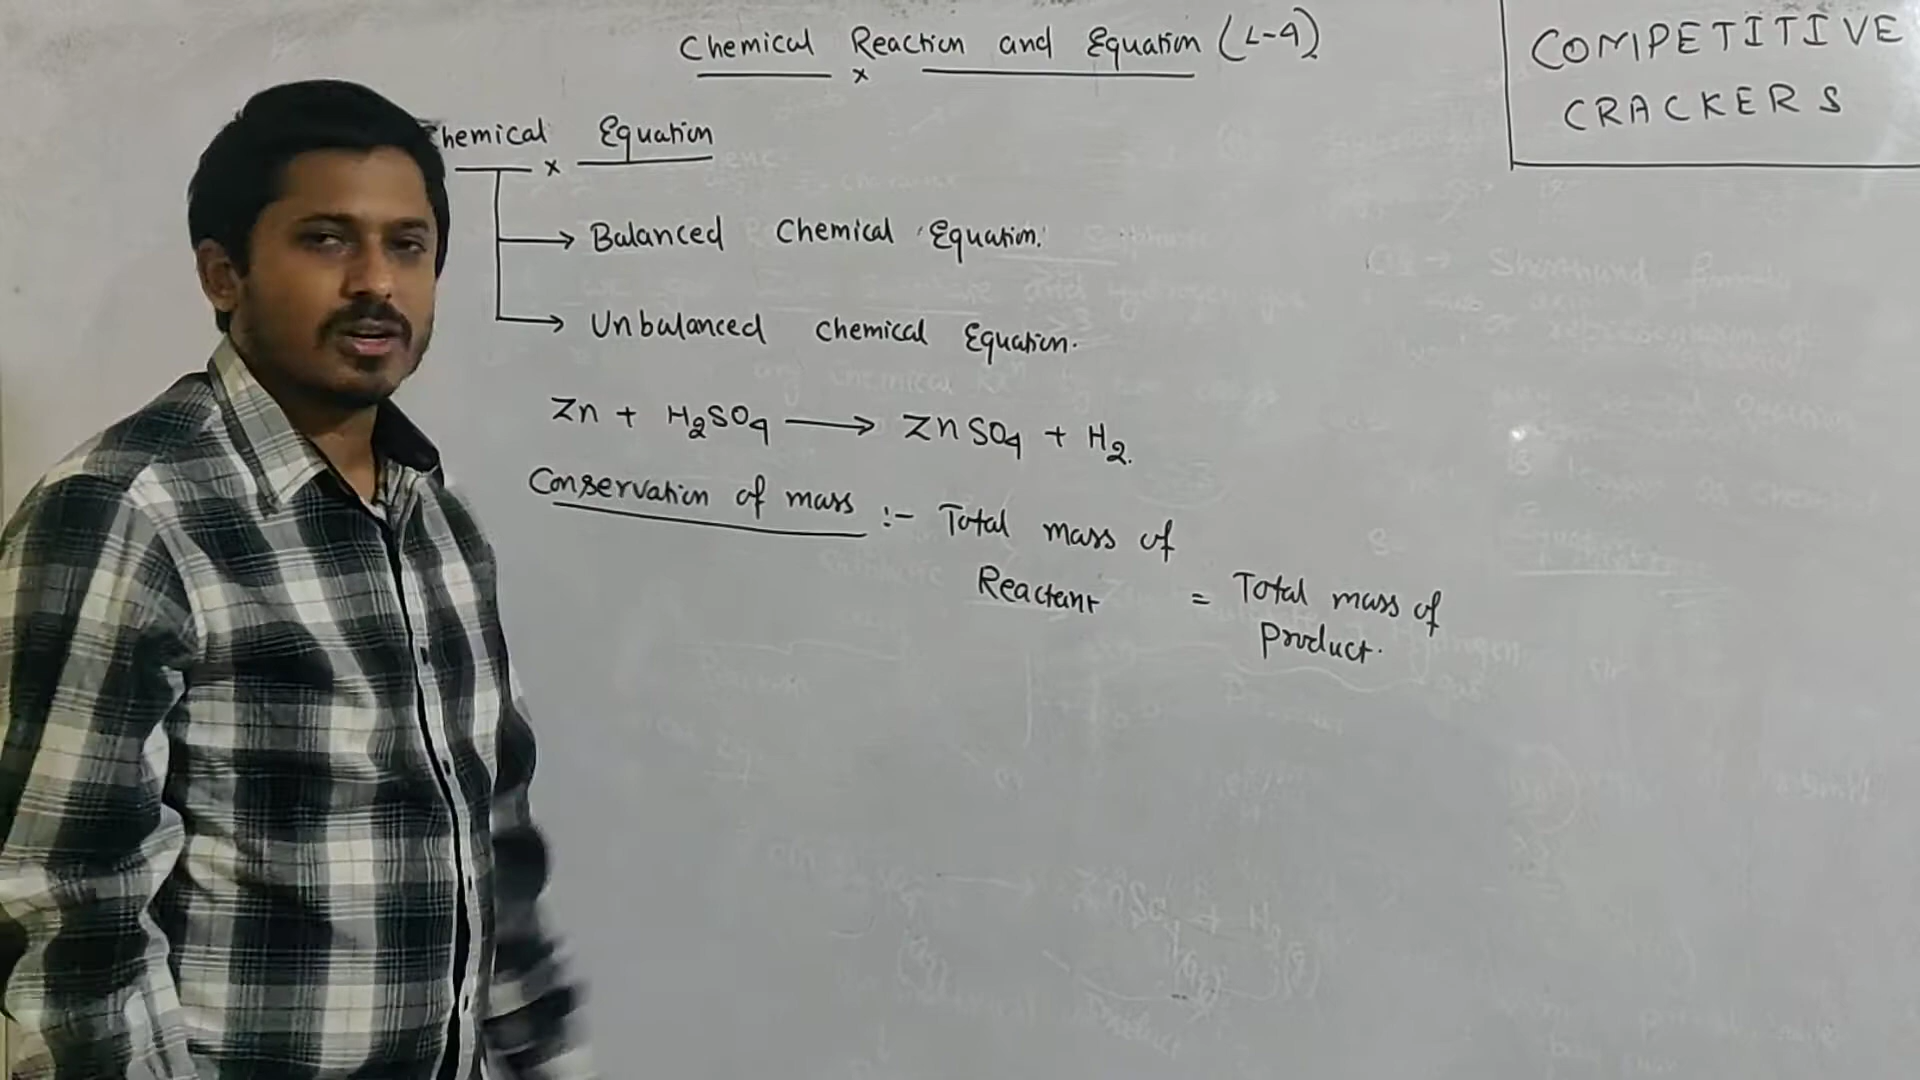 Chemical Reaction and Equation (L-4)
COMPETITIVE
CRACKERS
Chemical Equation
Balanced Chemical Equation.
Unbalanced chemical Equation.
Zn + H₂SO₄ → ZnSO₄ + H₂.
Conservation of mass :- Total mass of
Reactant = Total mass of
Product.